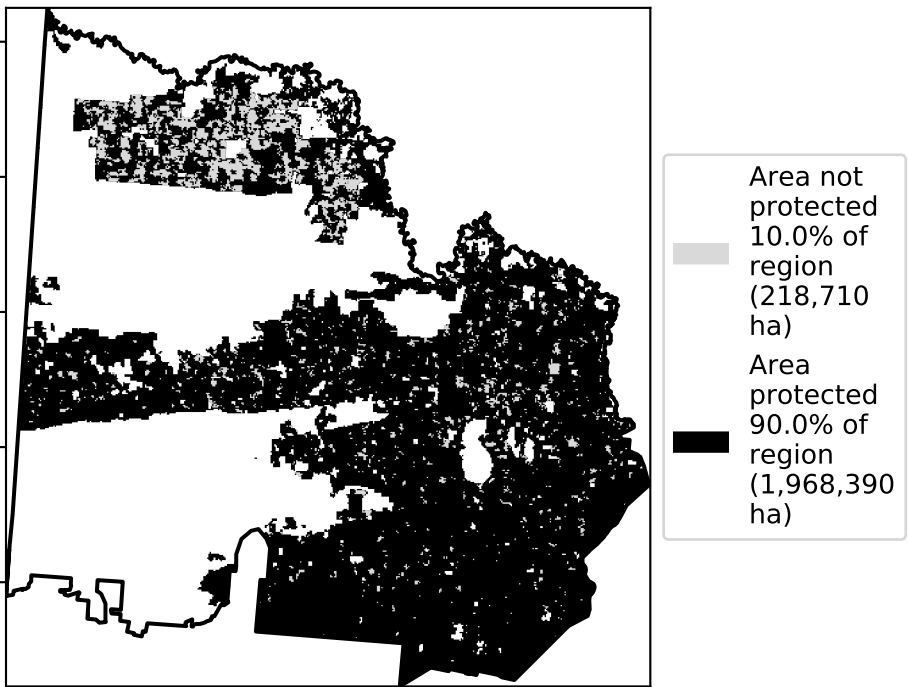 Area not
protected
10.0% of
region
(218,710
ha)
Area
protected
90.0% of
region
(1,968,390
ha)